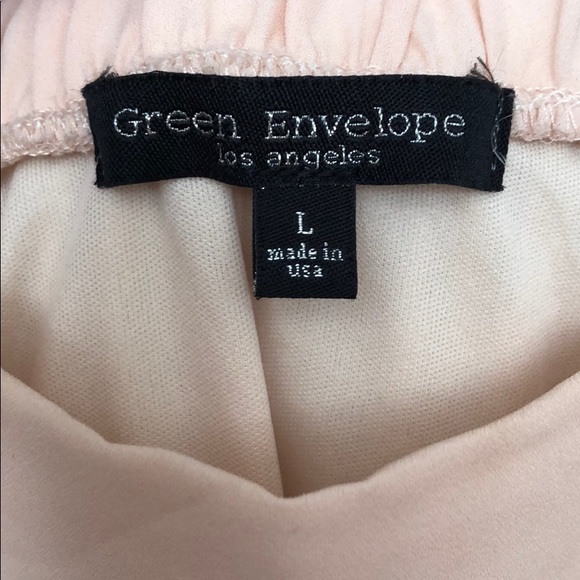 Green Envelope
los angeles
L
made in
usa